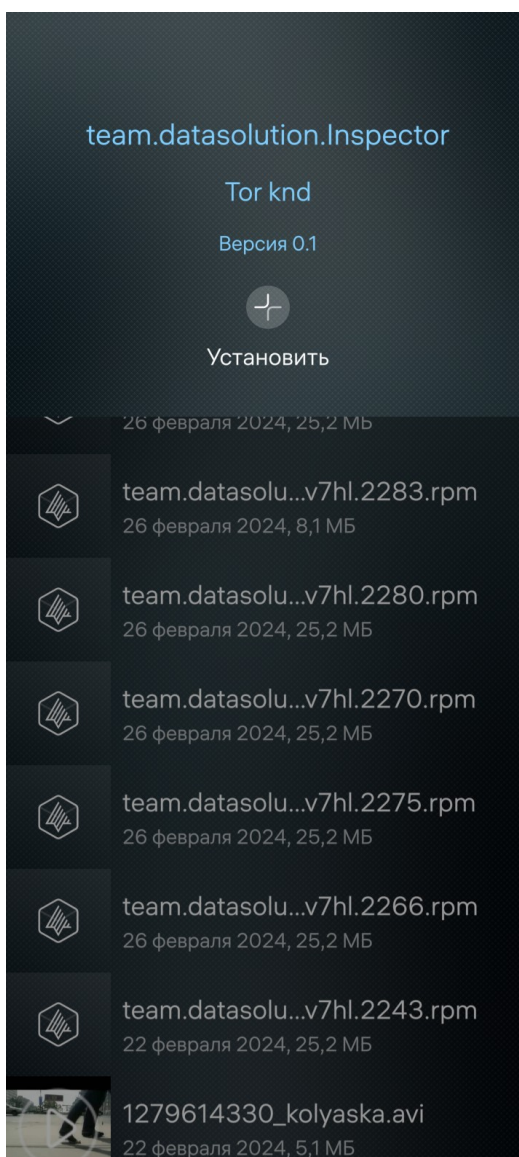 team.datasolution.Inspector
Tor knd
Версия 0.1
Установить
26 февраля 2024, 25,2 МБ
team.datasolu...v7hl.2283.rpm
26 февраля 2024, 8,1 МБ
team.datasolu...v7hl.2280.rpm
26 февраля 2024, 25,2 МБ
team.datasolu...v7hl.2270.rpm
26 февраля 2024, 25,2 МБ
team.datasolu...v7hl.2275.rpm
26 февраля 2024, 25,2 МБ
team.datasolu...v7hl.2266.rpm
26 февраля 2024, 25,2 МБ
team.datasolu...v7hl.2243.rpm
22 февраля 2024, 25,2 МБ
1279614330_kolyaska.avi
22 февраля 2024, 5,1 МБ